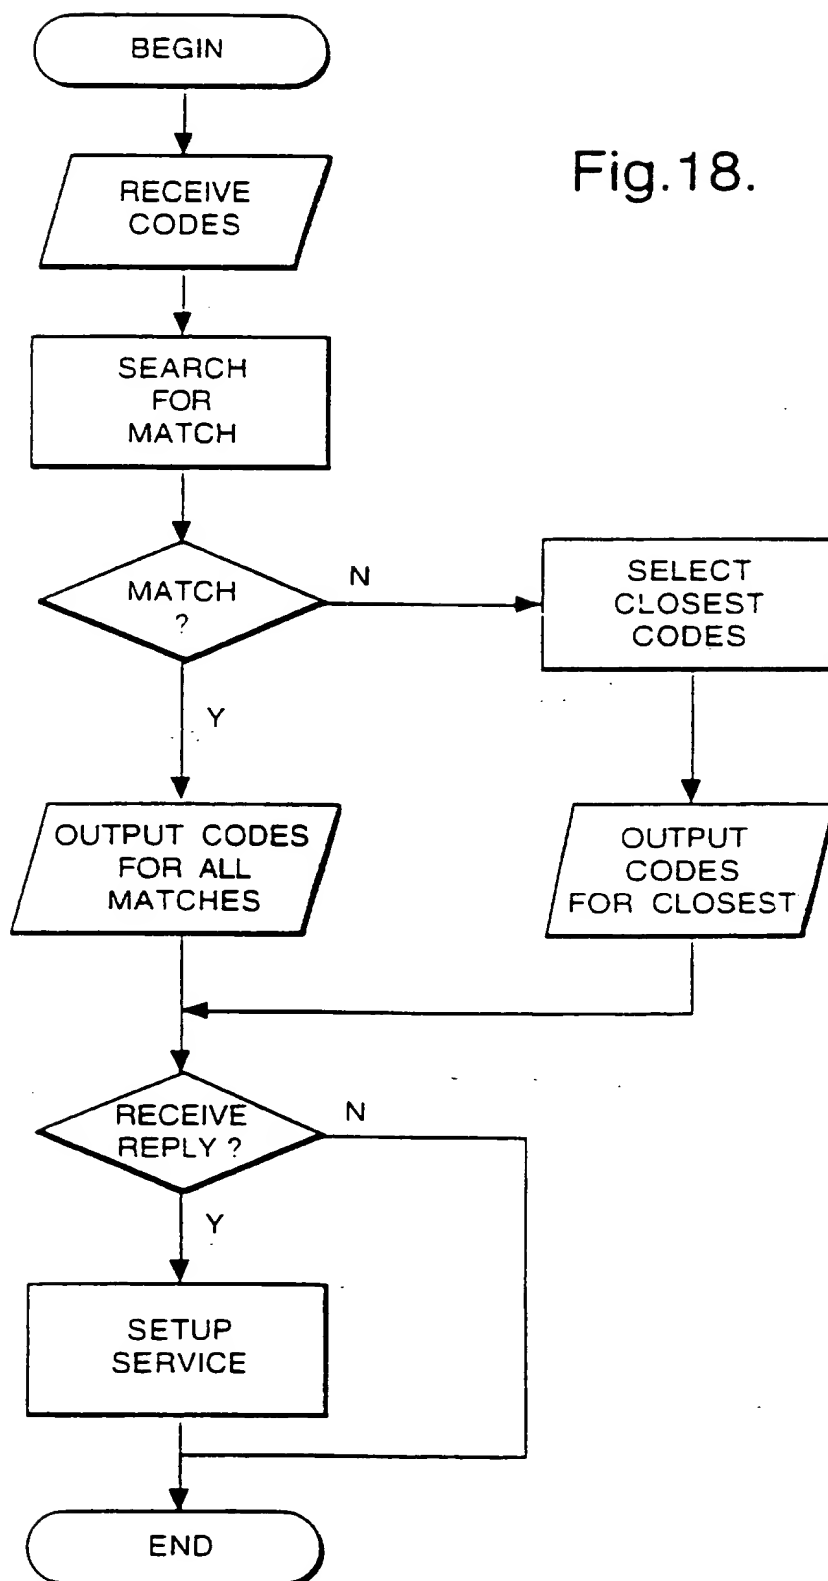 BEGIN
Fig.18.
RECEIVE
CODES
SEARCH
FOR
MATCH
MATCH
?
N
SELECT
CLOSEST
CODES
Y
OUTPUT CODES
FOR ALL
MATCHES
OUTPUT
CODES
FOR CLOSEST
RECEIVE
REPLY ?
N
Y
SETUP
SERVICE
END